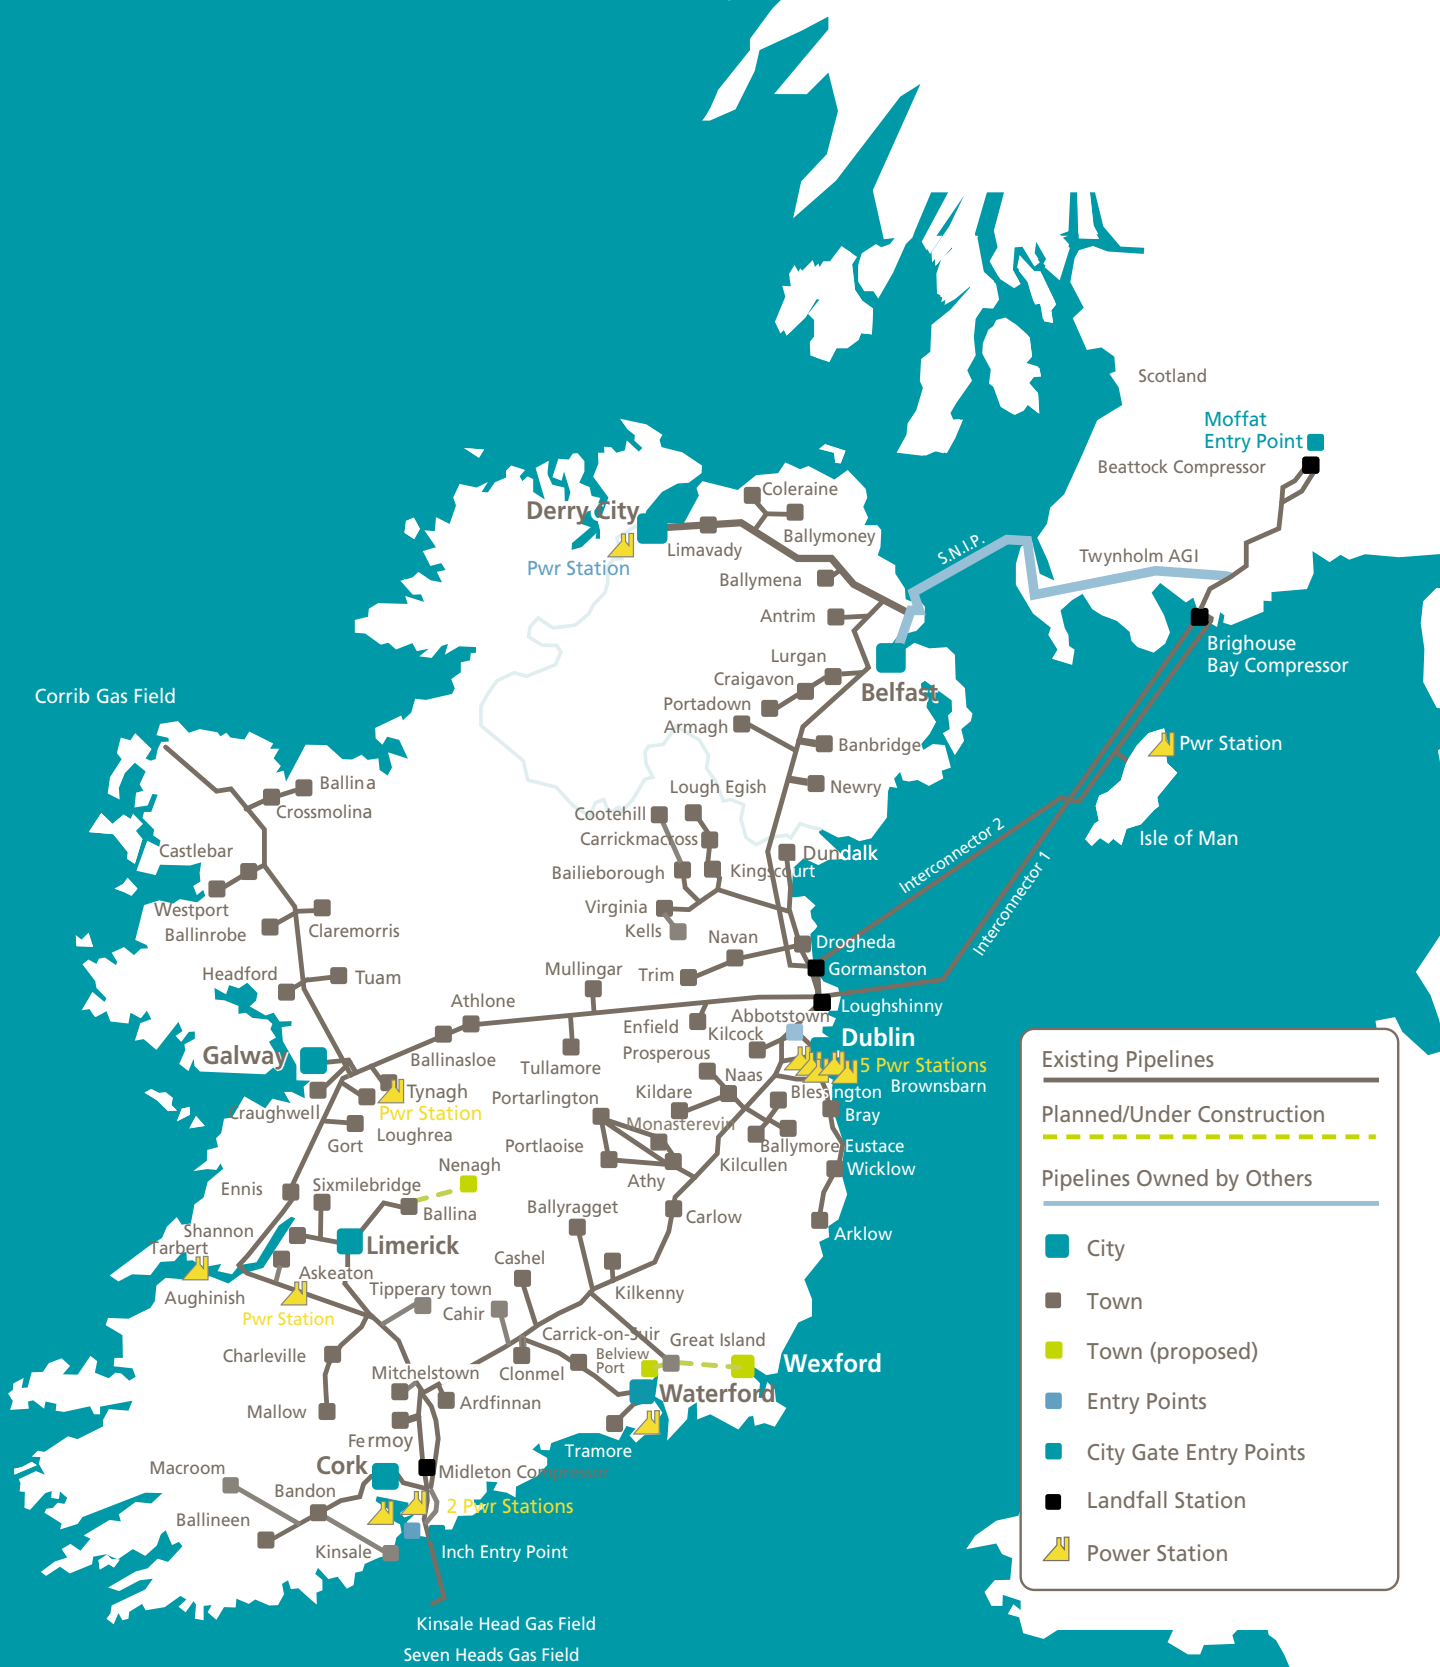 Scotland
Moffat
Entry Point
Beattock Compressor
Coleraine
Derry City
Ballymoney
Limavady
S.N.I.P.
Twynholm AGI
Pwr Station
Ballymena
Antrim
Brighouse
Bay Compressor
Lurgan
Craigavon
Belfast
Corrib Gas Field
Portadown
Armagh
Banbridge
Pwr Station
Ballina
Lough Egish
Newry
Crossmolina
Cootehill
Carrickmacross
Isle of Man
Interconnector 2
Castlebar
Dundalk
Bailieborough
Kingscourt
Interconnector 1
Westport
Virginia
Ballinrobe
Claremorris
Kells
Navan
Drogheda
Headford
Tuam
Mullingar
Trim
Gormanston
Athlone
Loughshinny
Abbotstown
Enfield
Kilcock
Dublin
Galway
Ballinasloe
Prosperous
5 Pwr Stations
Tullamore
Naas
Brownsbarn
Tynagh
Portarlington
Kildare
Blessington
Craughwell
Pwr Station
Bray
Loughrea
Monasterevin
Gort
Portlaoise
Ballymore Eustace
Nenagh
Kilcullen
Wicklow
Ennis
Sixmilebridge
Athy
Ballina
Ballyragget
Carlow
Shannon
Arklow
Tarbert
Limerick
Cashel
Askeaton
Tipperary town
Kilkenny
Aughinish
Cahir
Pwr Station
Carrick-on-Suir
Great Island
Charleville
Belview
Port
Wexford
Mitchelstown
Clonmel
Waterford
Ardfinnan
Mallow
Fermoy
Tramore
Cork
Macroom
Midleton Compressor
Bandon
2 Pwr Stations
Ballineen
Kinsale
Inch Entry Point
Kinsale Head Gas Field
Seven Heads Gas Field
Existing Pipelines
Planned/Under Construction
Pipelines Owned by Others
City
Town
Town (proposed)
Entry Points
City Gate Entry Points
Landfall Station
Power Station